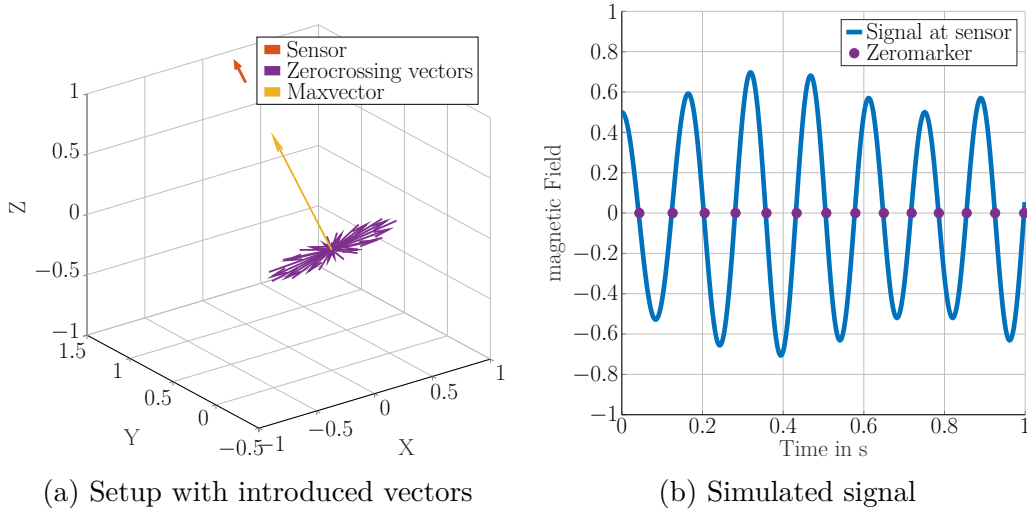 Sensor
Zerocrossing vectors
Maxvector
1
0.5
0
−0.5
−1
Z
1.5
1
0.5
0
−0.5
Y
−1
−0.5
0
0.5
1
X
(a) Setup with introduced vectors
Signal at sensor
Zeromarker
1
0.8
0.6
0.4
0.2
0
−0.2
−0.4
−0.6
−0.8
−1
magnetic Field
0 0.2 0.4 0.6 0.8 1
Time in s
(b) Simulated signal